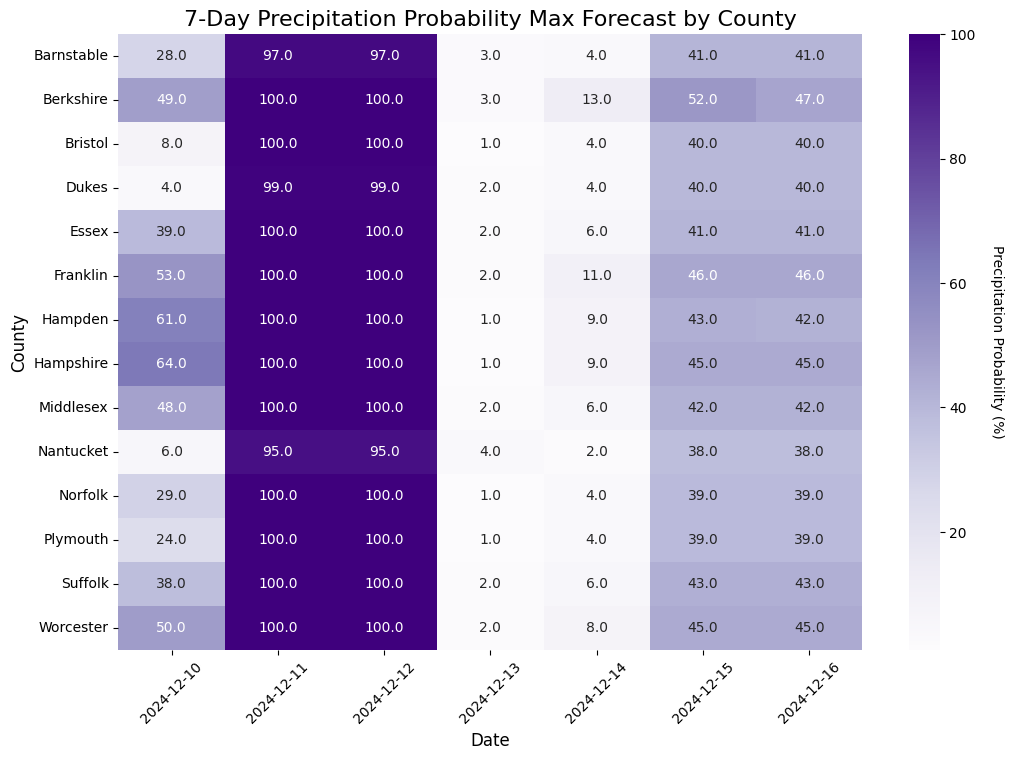 7-Day Precipitation Probability Max Forecast by County
Barnstable 28.0 97.0 97.0 3.0 4.0 41.0 41.0
Berkshire 49.0 100.0 100.0 3.0 13.0 52.0 47.0
Bristol 8.0 100.0 100.0 1.0 4.0 40.0 40.0
Dukes 4.0 99.0 99.0 2.0 4.0 40.0 40.0
Essex 39.0 100.0 100.0 2.0 6.0 41.0 41.0
Franklin 53.0 100.0 100.0 2.0 11.0 46.0 46.0
Hampden 61.0 100.0 100.0 1.0 9.0 43.0 42.0
Hampshire 64.0 100.0 100.0 1.0 9.0 45.0 45.0
Middlesex 48.0 100.0 100.0 2.0 6.0 42.0 42.0
Nantucket 6.0 95.0 95.0 4.0 2.0 38.0 38.0
Norfolk 29.0 100.0 100.0 1.0 4.0 39.0 39.0
Plymouth 24.0 100.0 100.0 1.0 4.0 39.0 39.0
Suffolk 38.0 100.0 100.0 2.0 6.0 43.0 43.0
Worcester 50.0 100.0 100.0 2.0 8.0 45.0 45.0
2024-12-10 2024-12-11 2024-12-12 2024-12-13 2024-12-14 2024-12-15 2024-12-16
Date
County
100
80
60
40
20
Precipitation Probability (%)